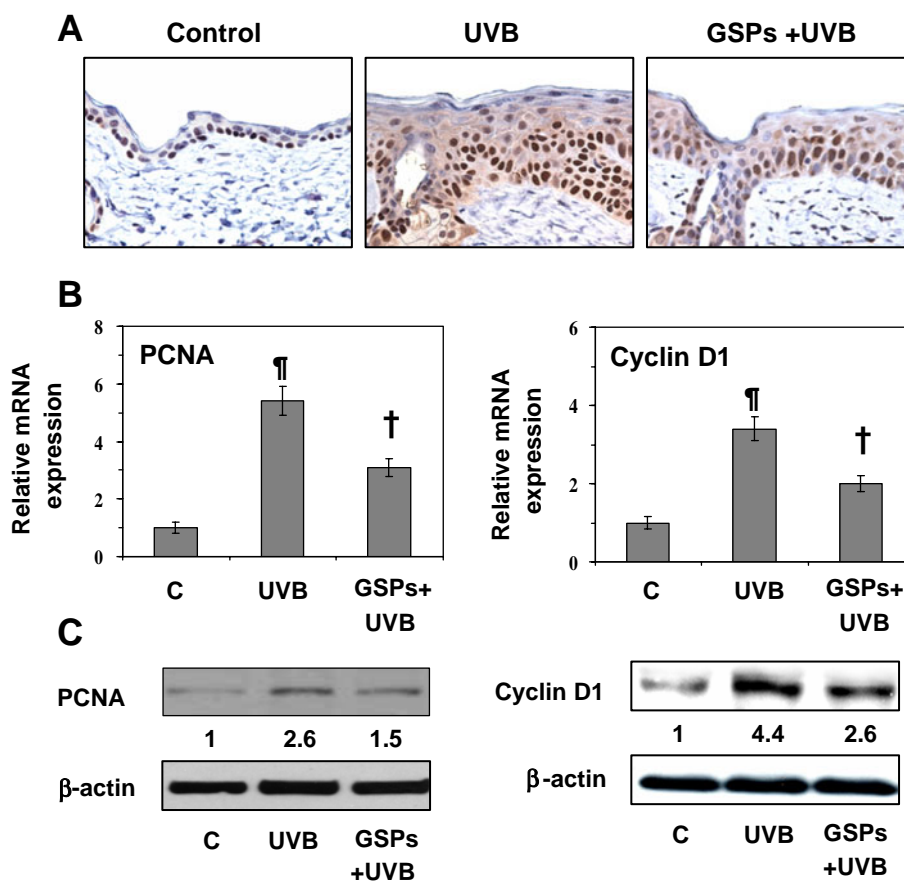 A
Control
UVB
GSPs +UVB
B
Relative mRNA
expression
8
6
4
2
0
PCNA
¶
†
C
UVB
GSPs+
UVB
Relative mRNA
expression
6
4
2
0
Cyclin D1
¶
†
C
UVB
GSPs+
UVB
C
PCNA
1 2.6 1.5
β-actin
C UVB GSPs
+UVB
Cyclin D1
1 4.4 2.6
β-actin
C UVB GSPs
+UVB